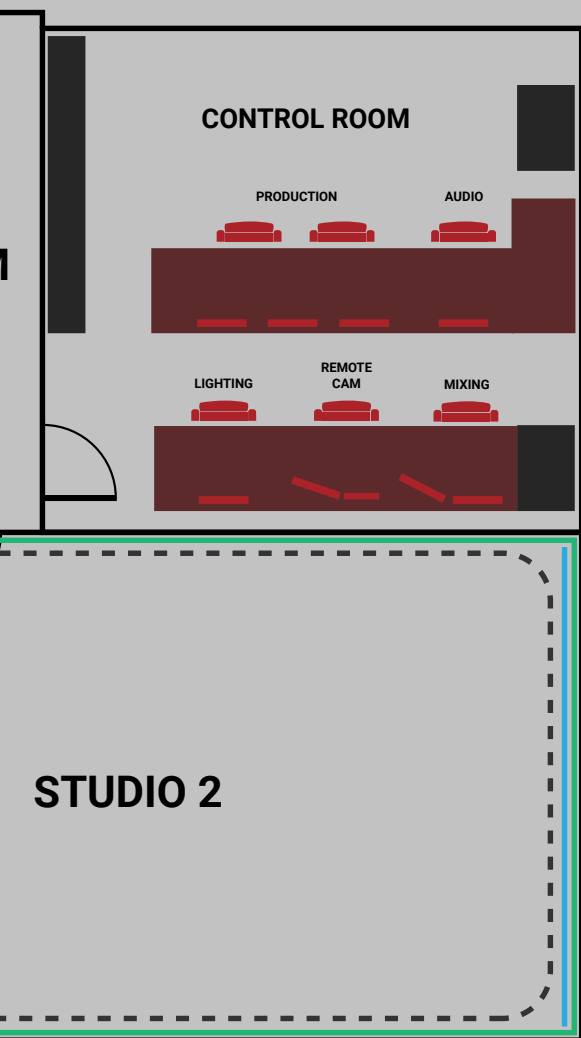 CONTROL ROOM
PRODUCTION
AUDIO
LIGHTING
REMOTE
CAM
MIXING
STUDIO 2